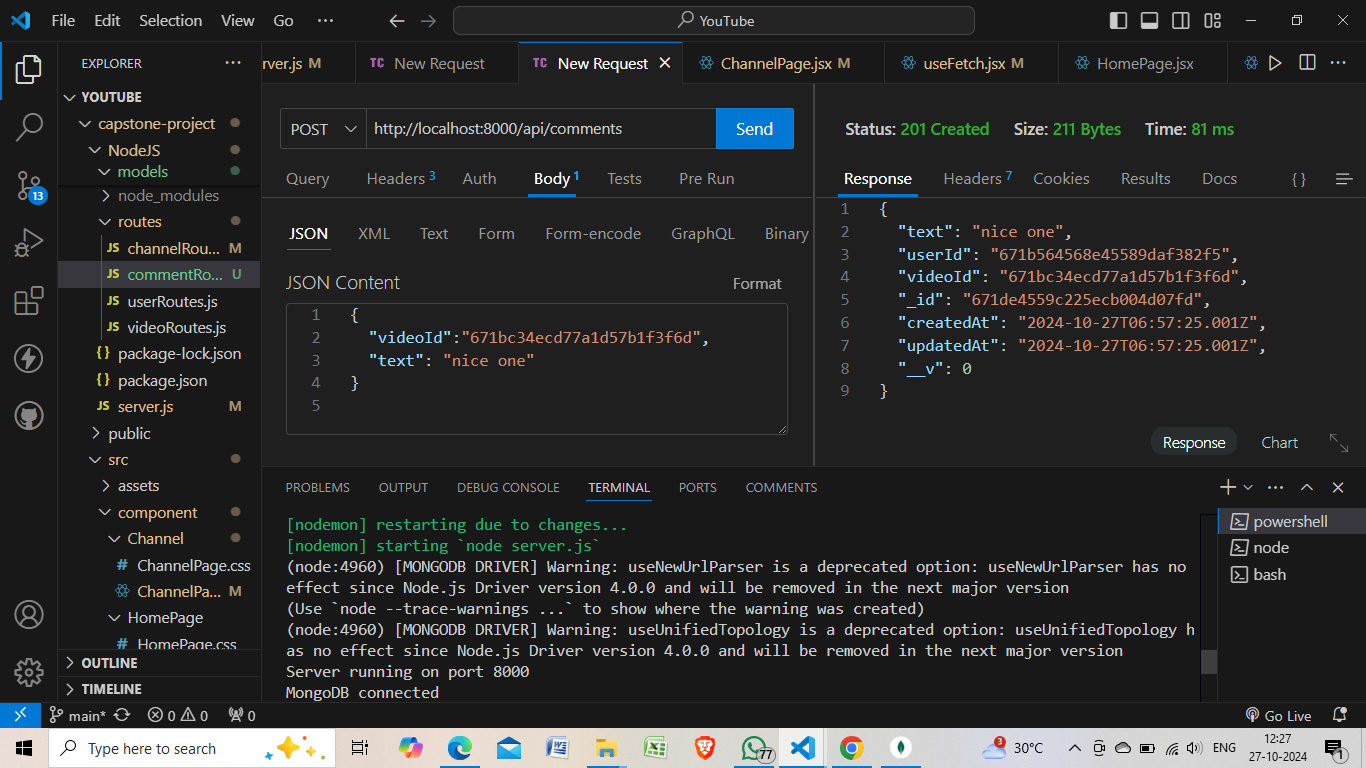 File Edit Selection View Go ··· YouTube
EXPLORER ···
rver.js M
TC New Request
TC New Request
ChannelPage.jsx M
useFetch.jsx M
HomePage.jsx
YOUTUBE
capstone-project
NodeJS
models
node_modules
routes
JS channelRou... M
JS commentRo... U
JS userRoutes.js
JS videoRoutes.js
{} package-lock.json
{} package.json
JS server.js M
public
src
assets
component
Channel
# ChannelPage.css
ChannelPa... M
HomePage
# HomePage.css
OUTLINE
TIMELINE
13
POST http://localhost:8000/api/comments Send
Query Headers 3 Auth Body 1 Tests Pre Run
JSON XML Text Form Form-encode GraphQL Binary
JSON Content Format
1 {
2 "videoId":"671bc34ecd77a1d57b1f3f6d",
3 "text": "nice one"
4 }
5
Status: 201 Created Size: 211 Bytes Time: 81 ms
Response Headers 7 Cookies Results Docs { }
1 {
2 "text": "nice one",
3 "userId": "671b564568e45589daf382f5",
4 "videoId": "671bc34ecd77a1d57b1f3f6d",
5 "_id": "671de4559c225ecb004d07fd",
6 "createdAt": "2024-10-27T06:57:25.001Z",
7 "updatedAt": "2024-10-27T06:57:25.001Z",
8 "__v": 0
9 }
Response Chart
PROBLEMS OUTPUT DEBUG CONSOLE TERMINAL PORTS COMMENTS
[nodemon] restarting due to changes...
[nodemon] starting `node server.js`
(node:4960) [MONGODB DRIVER] Warning: useNewUrlParser is a deprecated option: useNewUrlParser has no
effect since Node.js Driver version 4.0.0 and will be removed in the next major version
(Use `node --trace-warnings ...` to show where the warning was created)
(node:4960) [MONGODB DRIVER] Warning: useUnifiedTopology is a deprecated option: useUnifiedTopology h
as no effect since Node.js Driver version 4.0.0 and will be removed in the next major version
Server running on port 8000
MongoDB connected
powershell
node
bash
main* 0 0 0 Go Live
Type here to search 77 3 30°C ENG 12:27
27-10-2024 1